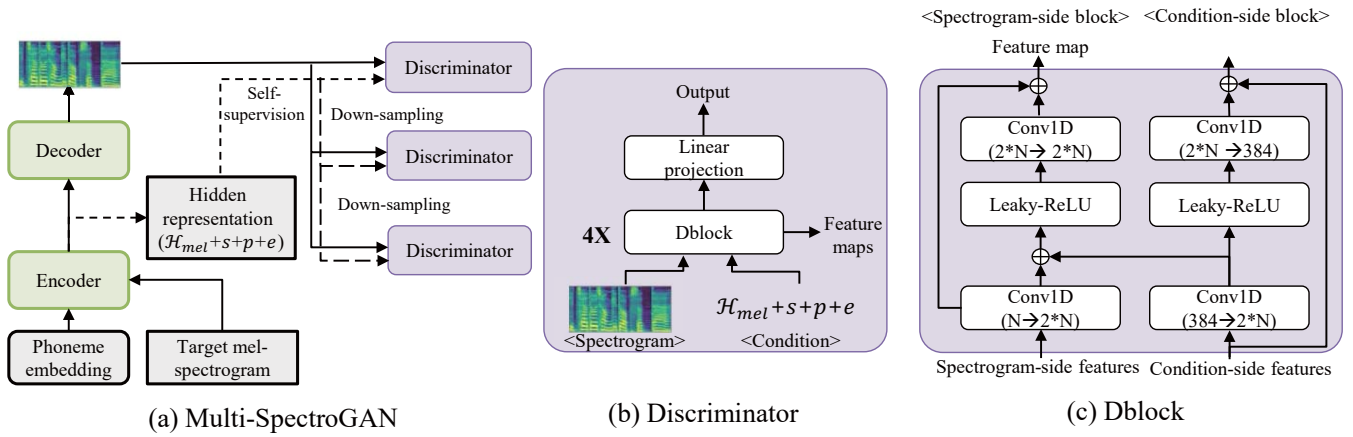 Discriminator
Self-
supervision
Down-sampling
Decoder
Discriminator
Hidden
representation
(ℋ𝑚𝑒𝑙+𝑠+𝑝+𝑒)
Down-sampling
Encoder
Discriminator
Phoneme
embedding
Target mel-
spectrogram
(a) Multi-SpectroGAN
Output
Linear
projection
4X
Dblock
Feature
maps
ℋ𝑚𝑒𝑙+𝑠+𝑝+𝑒
<Spectrogram>
<Condition>
(b) Discriminator
<Spectrogram-side block>
<Condition-side block>
Feature map
Conv1D
(2*N→ 2*N)
Conv1D
(2*N →384)
Leaky-ReLU
Leaky-ReLU
Conv1D
(N→2*N)
Conv1D
(384→2*N)
Spectrogram-side features
Condition-side features
(c) Dblock